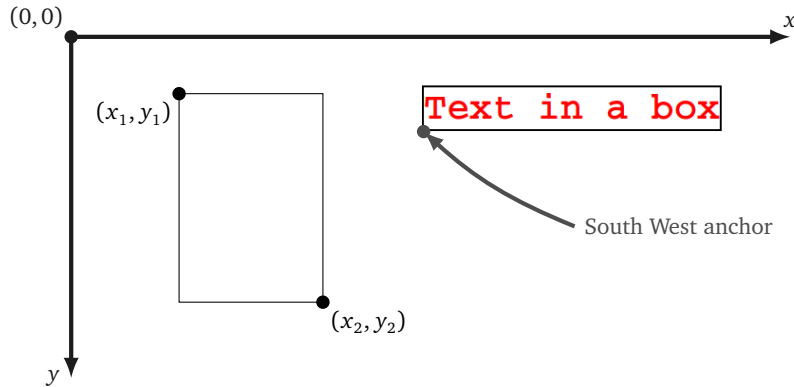 (0, 0)
x
(x₁, y₁)
Text in a box
South West anchor
(x₂, y₂)
y